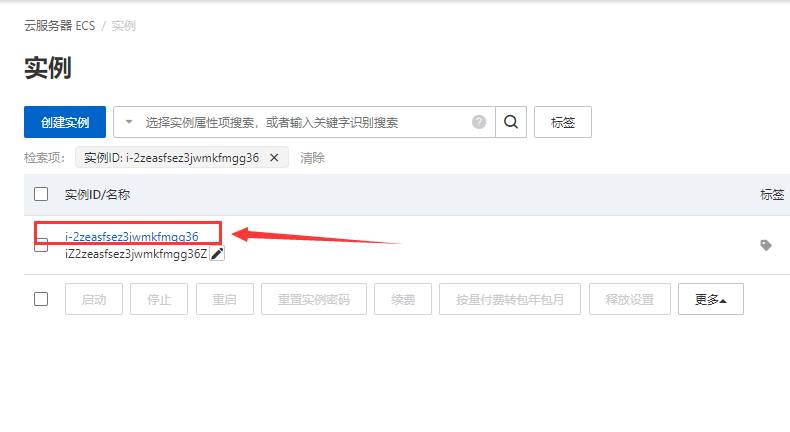 云服务器 ECS / 实例
实例
创建实例 选择实例属性项搜索，或者输入关键字识别搜索 ? 标签
检索项： 实例ID: i-2zeasfsez3jwmkfmgg36 ✕ 清除
实例ID/名称 标签
i-2zeasfsez3jwmkfmgg36
iZ2zeasfsez3jwmkfmgg36Z
启动 停止 重启 重置实例密码 续费 按量付费转包年包月 释放设置 更多